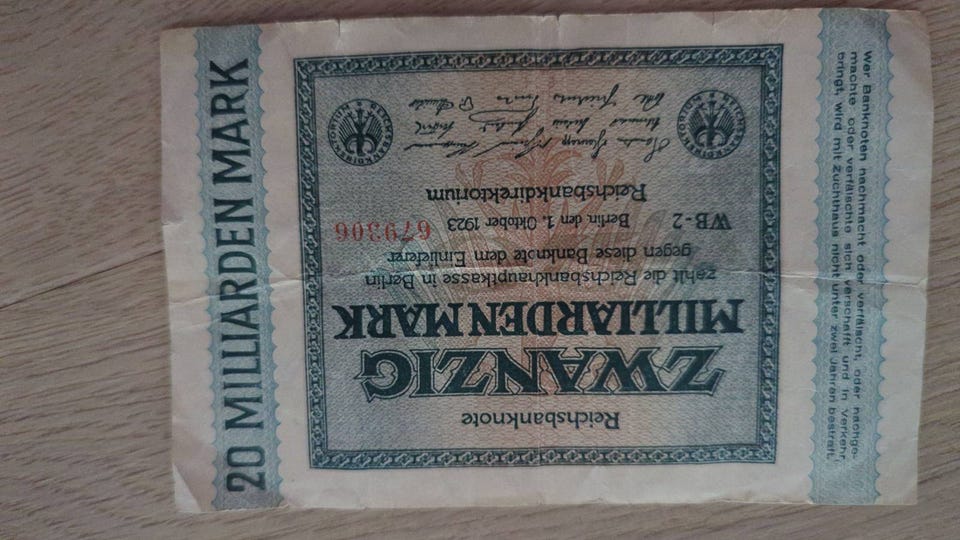 Reichsbanknote
ZWANZIG
MILLIARDEN MARK
zahlt die Reichsbankhauptkasse in Berlin
gegen diese Banknote dem Einlieferer
WB-2 Berlin, den 1. Oktober 1923 679306
Reichsbankdirektorium
REICHSBANKDIREKTORIUM
REICHSBANKDIREKTORIUM
20 MILLIARDEN MARK
Wer Banknoten nachmacht oder verfälscht, oder nachge-
machte oder verfälschte sich verschafft und in Verkehr
bringt, wird mit Zuchthaus nicht unter zwei Jahren bestraft.